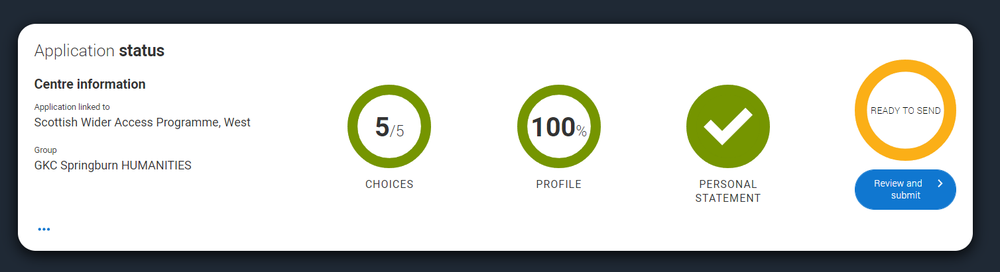 Application status
Centre information
Application linked to
Scottish Wider Access Programme, West
Group
GKC Springburn HUMANITIES
5/5
CHOICES
100%
PROFILE
PERSONAL
STATEMENT
READY TO SEND
Review and
submit